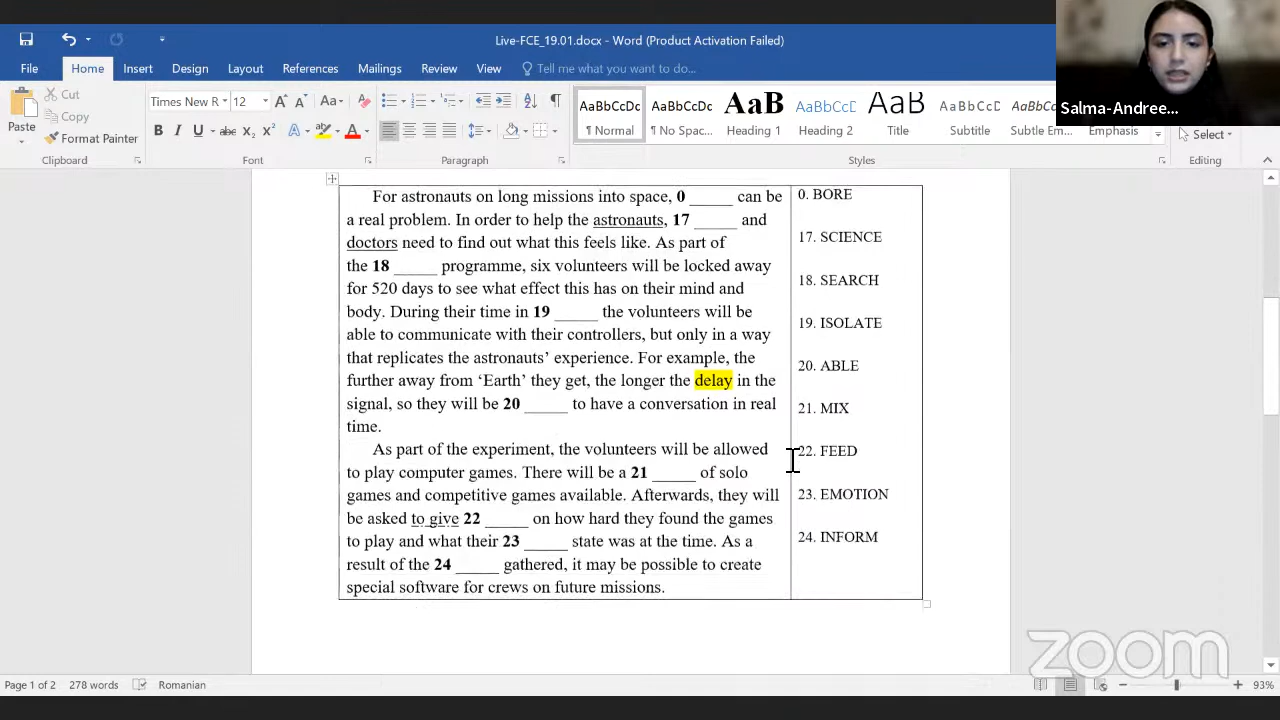 Live-FCE_19.01.docx - Word (Product Activation Failed)
File Home Insert Design Layout References Mailings Review View Tell me what you want to do...
Cut
Copy
Format Painter
Paste
Clipboard
Times New R 12
Font
Paragraph
AaBbCcDc AaBbCcDc AaB AaBbCcD AaB AaBbCcD AaBbCcDc
¶ Normal ¶ No Spac... Heading 1 Heading 2 Title Subtitle Subtle Em... Emphasis
Styles
Select
Editing
Salma-Andree...
For astronauts on long missions into space, 0 _____ can be
a real problem. In order to help the astronauts, 17 _____ and
doctors need to find out what this feels like. As part of
the 18 _____ programme, six volunteers will be locked away
for 520 days to see what effect this has on their mind and
body. During their time in 19 _____ the volunteers will be
able to communicate with their controllers, but only in a way
that replicates the astronauts’ experience. For example, the
further away from ‘Earth’ they get, the longer the delay in the
signal, so they will be 20 _____ to have a conversation in real
time.
As part of the experiment, the volunteers will be allowed
to play computer games. There will be a 21 _____ of solo
games and competitive games available. Afterwards, they will
be asked to give 22 _____ on how hard they found the games
to play and what their 23 _____ state was at the time. As a
result of the 24 _____ gathered, it may be possible to create
special software for crews on future missions.
0. BORE
17. SCIENCE
18. SEARCH
19. ISOLATE
20. ABLE
21. MIX
22. FEED
23. EMOTION
24. INFORM
zoom
Page 1 of 2 278 words Romanian 93%